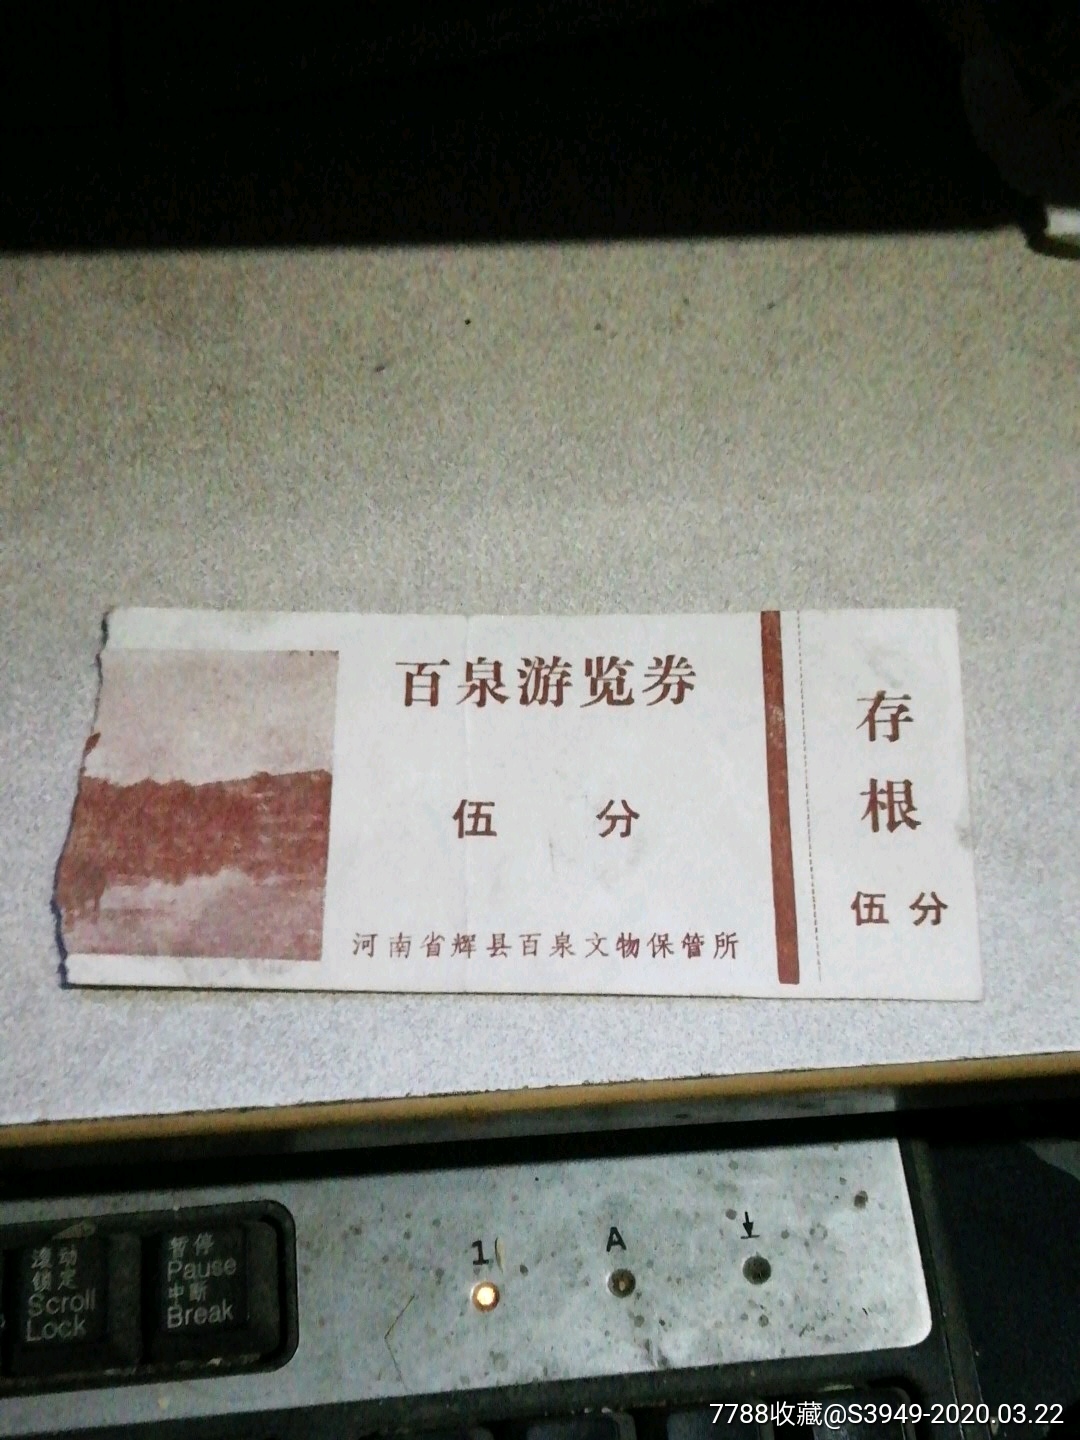 百泉游览券
伍 分
河南省辉县百泉文物保管所
存
根
伍 分
滚动
锁定
Scroll
Lock
暂停
Pause
中断
Break
1
A
7788收藏@S3949-2020.03.22